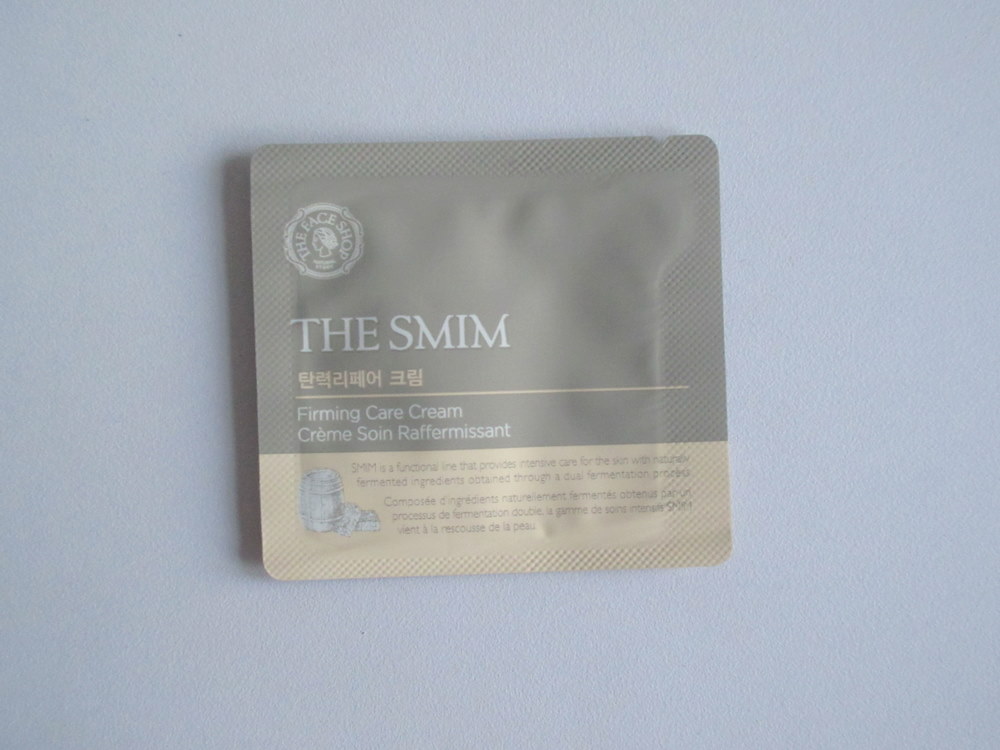 THE FACE SHOP
THE SMIM
탄력리페어 크림
Firming Care Cream
Crème Soin Raffermissant
SMIM is a functional line that provides intensive care for the skin with naturally
fermented ingredients obtained through a dual fermentation process
Composée d'ingrédients naturellement fermentés obtenus par un
processus de fermentation double, la gamme de soins intensifs SMIM
vient à la rescousse de la peau.